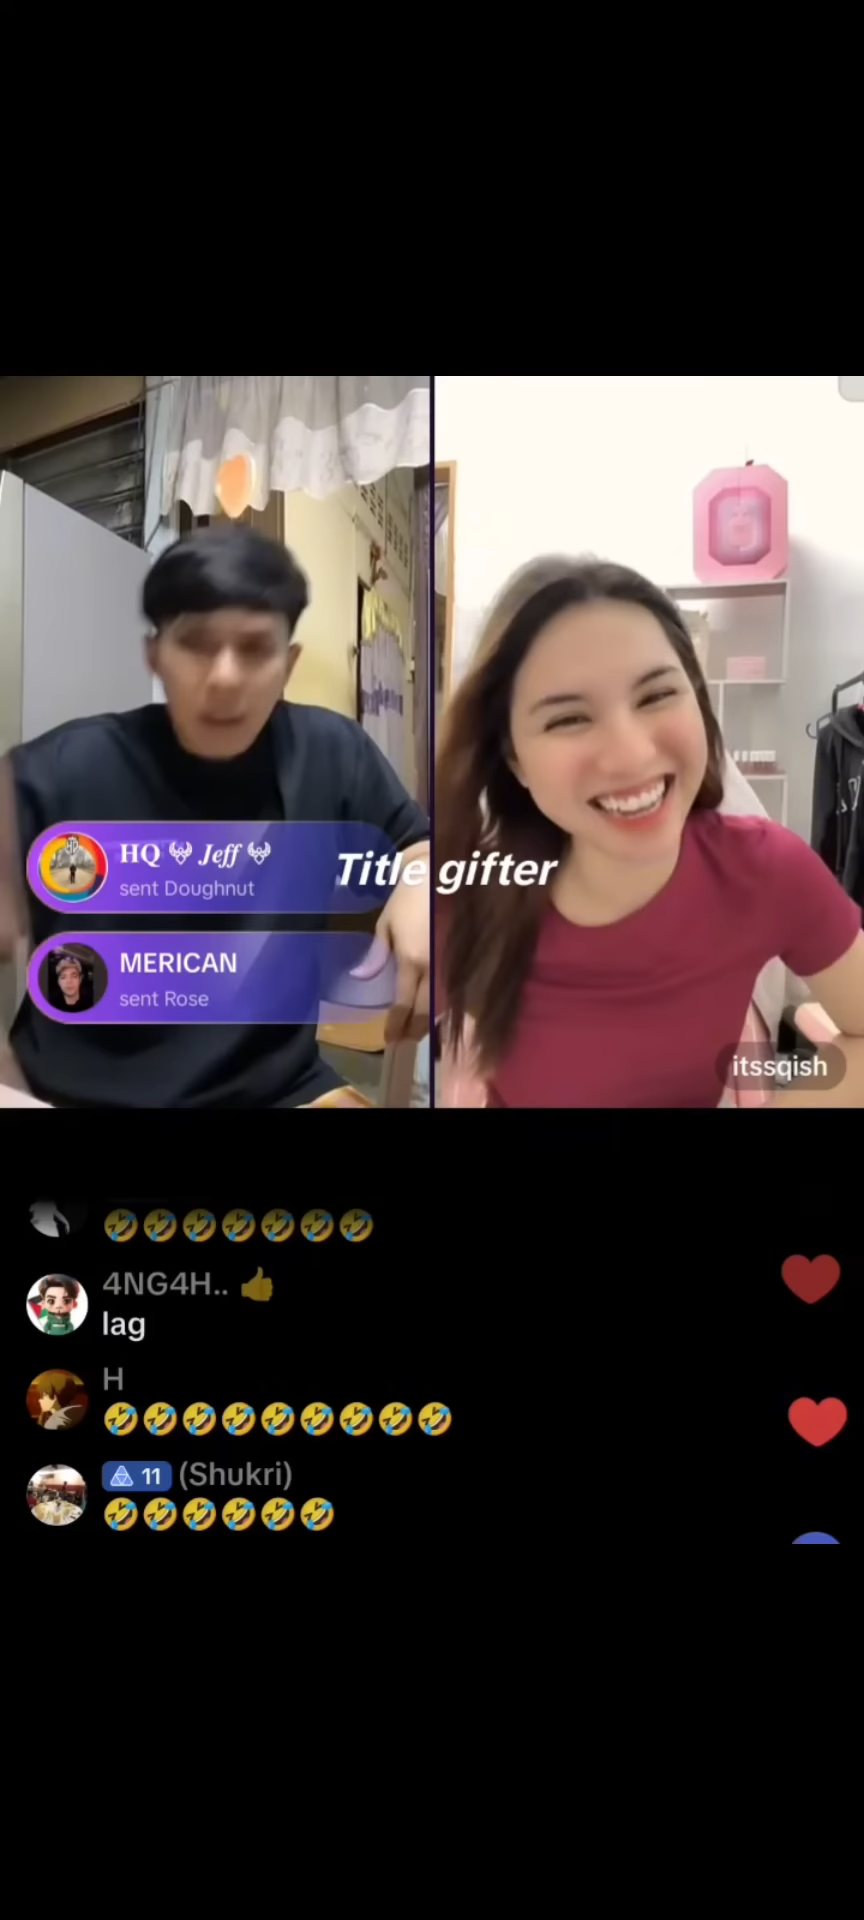 HQ Jeff
sent Doughnut
Title gifter
MERICAN
sent Rose
itssqish
🤣🤣🤣🤣🤣🤣🤣
4NG4H.. 👍
lag
H
🤣🤣🤣🤣🤣🤣🤣🤣🤣
11 (Shukri)
🤣🤣🤣🤣🤣🤣